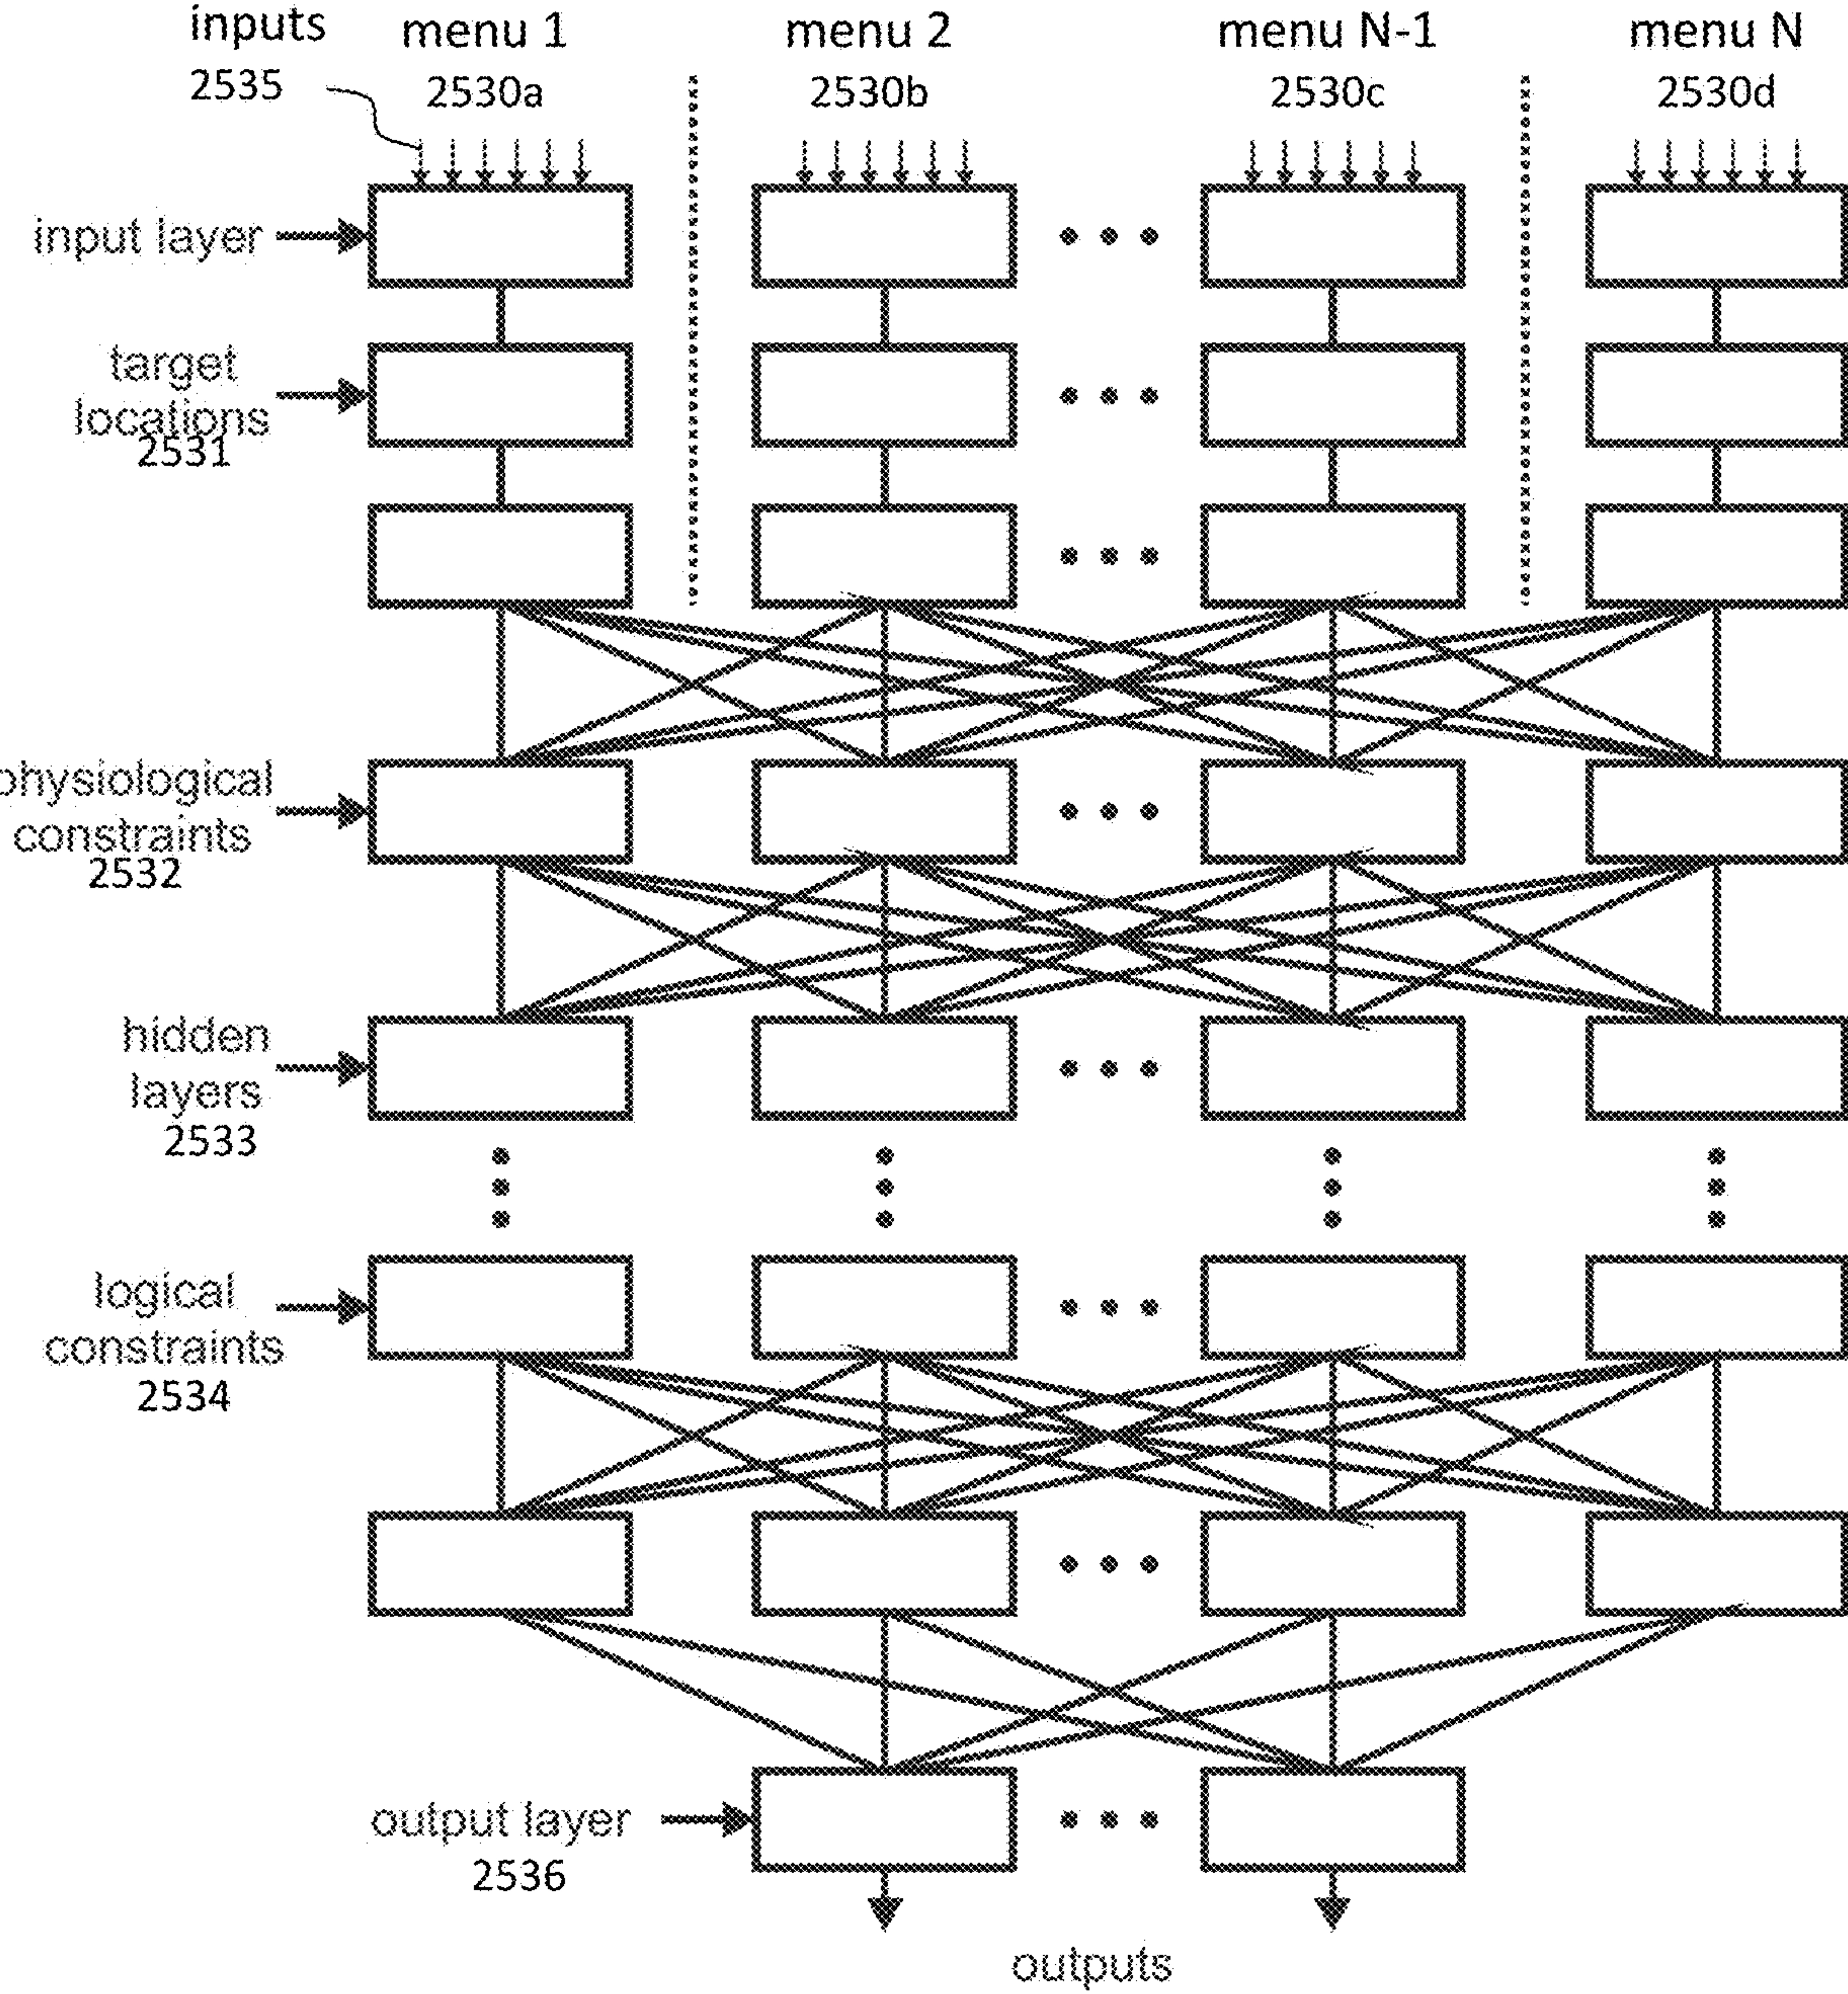 inputs
2535
menu 1
2530a
menu 2
2530b
menu N-1
2530c
menu N
2530d
input layer
target
locations
2531
physiological
constraints
2532
hidden
layers
2533
logical
constraints
2534
output layer
2536
outputs